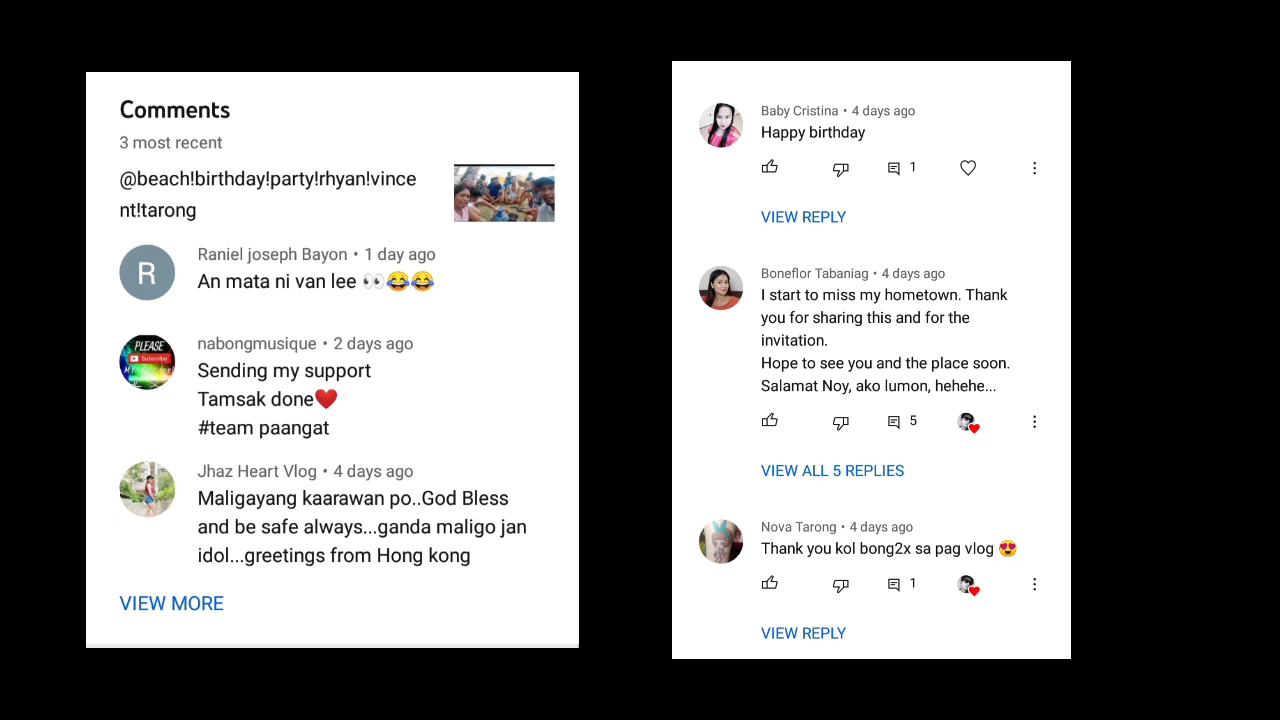 Comments
3 most recent
@beach!birthday!party!rhyan!vince
nt!tarong
Raniel joseph Bayon • 1 day ago
An mata ni van lee 👀😂😂
R
nabongmusique • 2 days ago
PLEASE
Subscribe
Sending my support
Tamsak done❤️
#team paangat
Jhaz Heart Vlog • 4 days ago
Maligayang kaarawan po..God Bless
and be safe always...ganda maligo jan
idol...greetings from Hong kong
VIEW MORE
Baby Cristina • 4 days ago
Happy birthday
1
VIEW REPLY
Boneflor Tabaniag • 4 days ago
I start to miss my hometown. Thank
you for sharing this and for the
invitation.
Hope to see you and the place soon.
Salamat Noy, ako lumon, hehehe...
5
VIEW ALL 5 REPLIES
Nova Tarong • 4 days ago
Thank you kol bong2x sa pag vlog 😍
1
VIEW REPLY